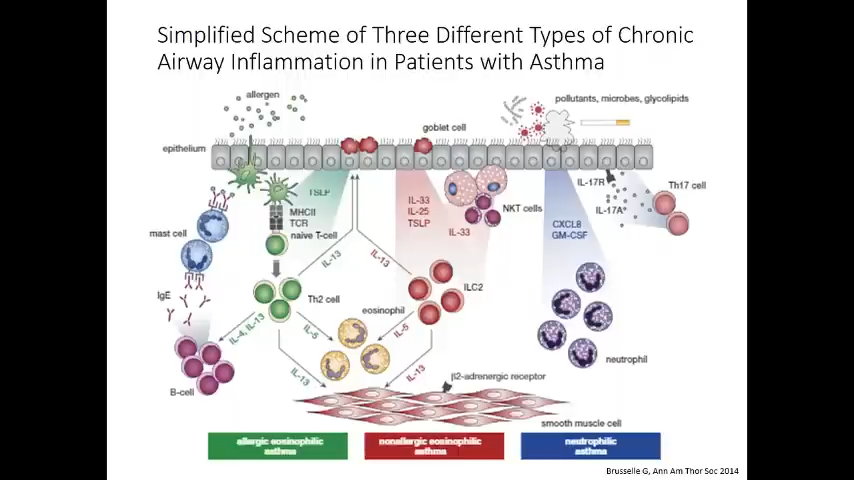 Simplified Scheme of Three Different Types of Chronic
Airway Inflammation in Patients with Asthma
allergen
pollutants, microbes, glycolipids
goblet cell
epithelium
TSLP
IL-33
IL-25
TSLP
IL-33
NKT cells
IL-17R
IL-17A
Th17 cell
CXCL8
GM-CSF
MHCII
TCR
naive T-cell
mast cell
IgE
IL-13
IL-13
Th2 cell
ILC2
eosinophil
IL-4, IL-13
IL-5
IL-5
IL-13
IL-13
B-cell
neutrophil
β2-adrenergic receptor
smooth muscle cell
allergic eosinophilic
asthma
nonallergic eosinophilic
asthma
neutrophilic
asthma
Brusselle G, Ann Am Thor Soc 2014